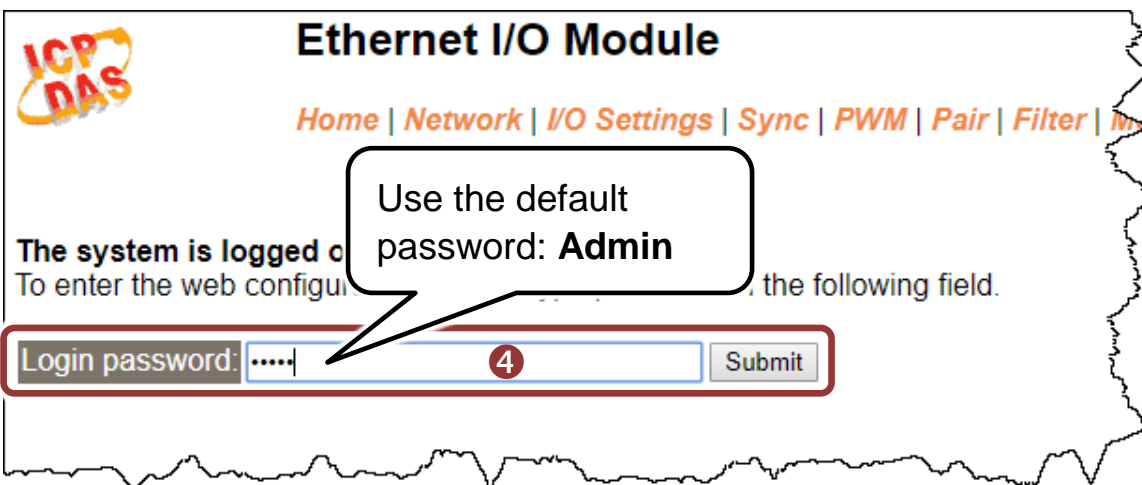 ICP
DAS
Ethernet I/O Module
Home | Network | I/O Settings | Sync | PWM | Pair | Filter |
Use the default
password: Admin
The system is logged
To enter the web the following field.
Login password: ••••• 4 Submit